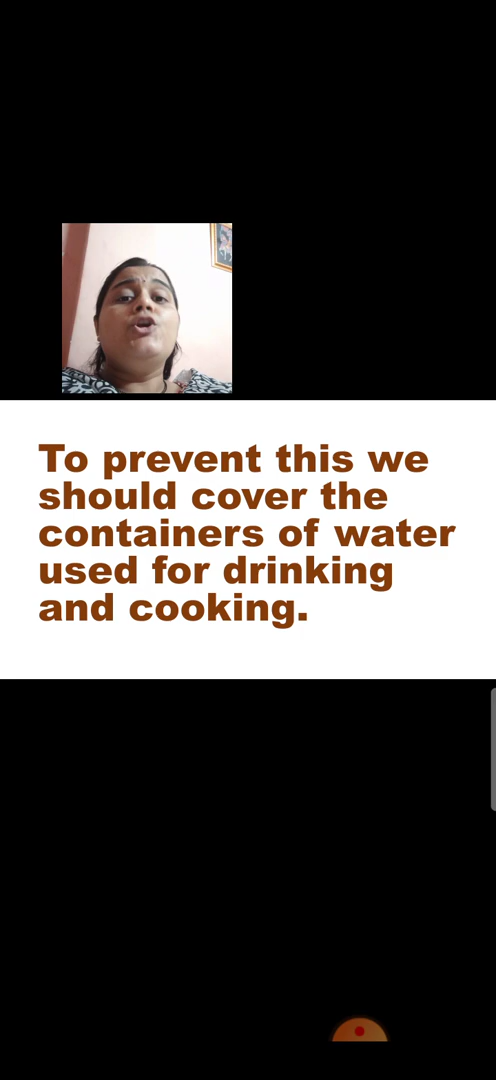 To prevent this we
should cover the
containers of water
used for drinking
and cooking.